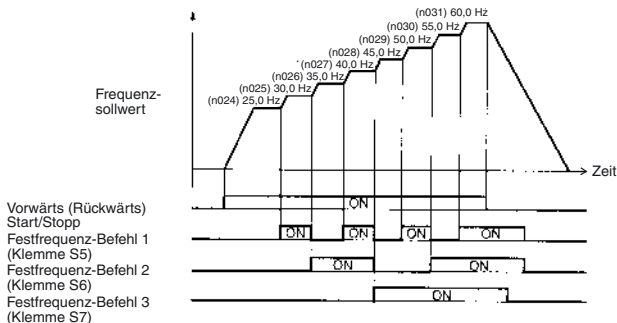 (n031) 60,0 Hz
(n030) 55,0 Hz
(n029) 50,0 Hz
(n028) 45,0 Hz
(n027) 40,0 Hz
(n026) 35,0 Hz
(n025) 30,0 Hz
(n024) 25,0 Hz
Frequenz-
sollwert
Zeit
Vorwärts (Rückwärts)
Start/Stopp
ON
Festfrequenz-Befehl 1
(Klemme S5)
ON ON ON ON
Festfrequenz-Befehl 2
(Klemme S6)
ON ON
Festfrequenz-Befehl 3
(Klemme S7)
ON